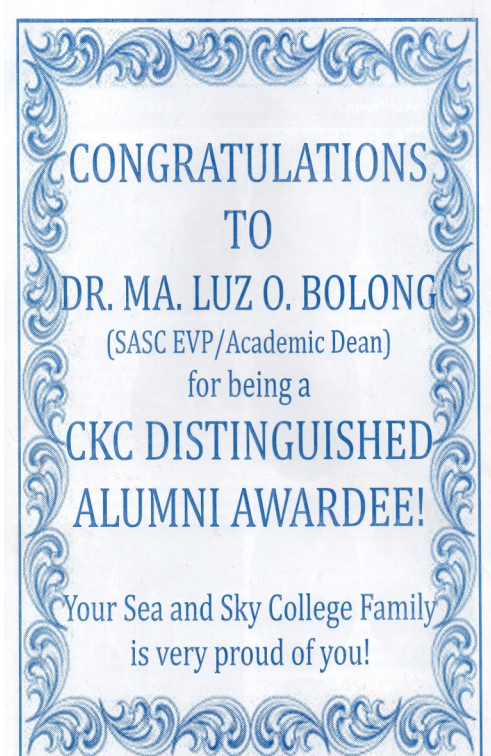 CONGRATULATIONS
TO
DR. MA. LUZ O. BOLONG
(SASC EVP/Academic Dean)
for being a
CKC DISTINGUISHED
ALUMNI AWARDEE!
Your Sea and Sky College Family
is very proud of you!